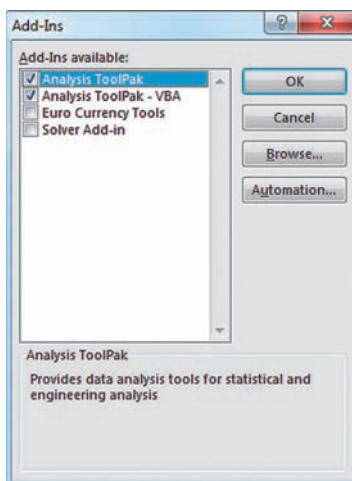 Add-Ins
Add-Ins available:
Analysis ToolPak
Analysis ToolPak - VBA
Euro Currency Tools
Solver Add-in
OK
Cancel
Browse...
Automation...
Analysis ToolPak
Provides data analysis tools for statistical and
engineering analysis